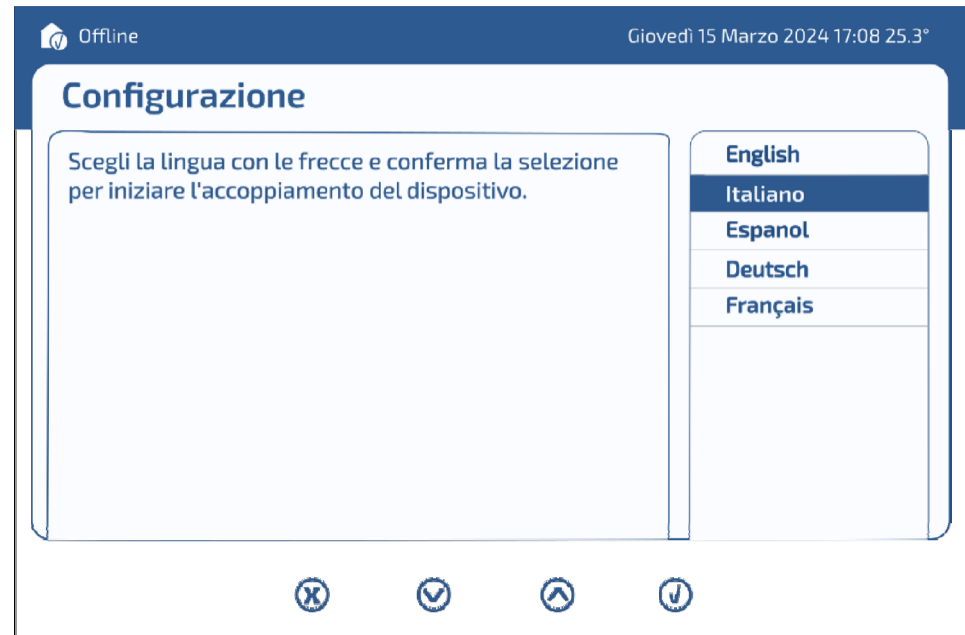 Offline
Giovedì 15 Marzo 2024 17:08 25.3°
Configurazione
Scegli la lingua con le frecce e conferma la selezione
per iniziare l'accoppiamento del dispositivo.
English
Italiano
Espanol
Deutsch
Français